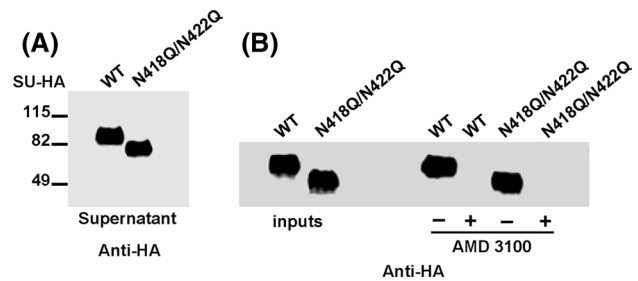 (A)
SU-HA
WT
N418Q/N422Q
115
82
49
Supernatant
Anti-HA
(B)
WT
N418Q/N422Q
WT
WT
N418Q/N422Q
N418Q/N422Q
inputs
− + − +
AMD 3100
Anti-HA